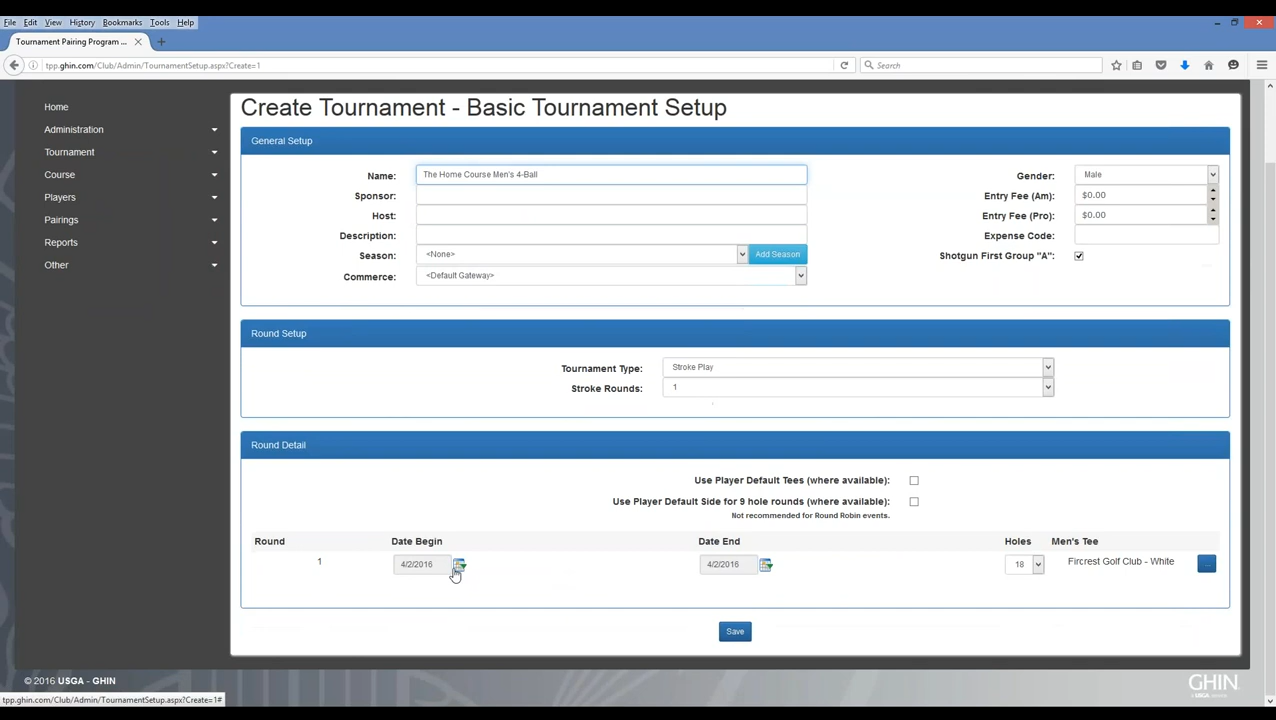 File Edit View History Bookmarks Tools Help
Tournament Pairing Program ...
tpp.ghin.com/Club/Admin/TournamentSetup.aspx?Create=1
Search
Home
Administration
Tournament
Course
Players
Pairings
Reports
Other
Create Tournament - Basic Tournament Setup
General Setup
Name: The Home Course Men's 4-Ball
Gender: Male
Sponsor:
Entry Fee (Am): $0.00
Host:
Entry Fee (Pro): $0.00
Description:
Expense Code:
Season: <None> Add Season
Shotgun First Group "A":
Commerce: <Default Gateway>
Round Setup
Tournament Type: Stroke Play
Stroke Rounds: 1
Round Detail
Use Player Default Tees (where available):
Use Player Default Side for 9 hole rounds (where available):
Not recommended for Round Robin events.
Round Date Begin Date End Holes Men's Tee
1 4/2/2016 4/2/2016 18 Fircrest Golf Club - White ...
Save
© 2016 USGA - GHIN
GHIN
a USGA service
tpp.ghin.com/Club/Admin/TournamentSetup.aspx?Create=1#